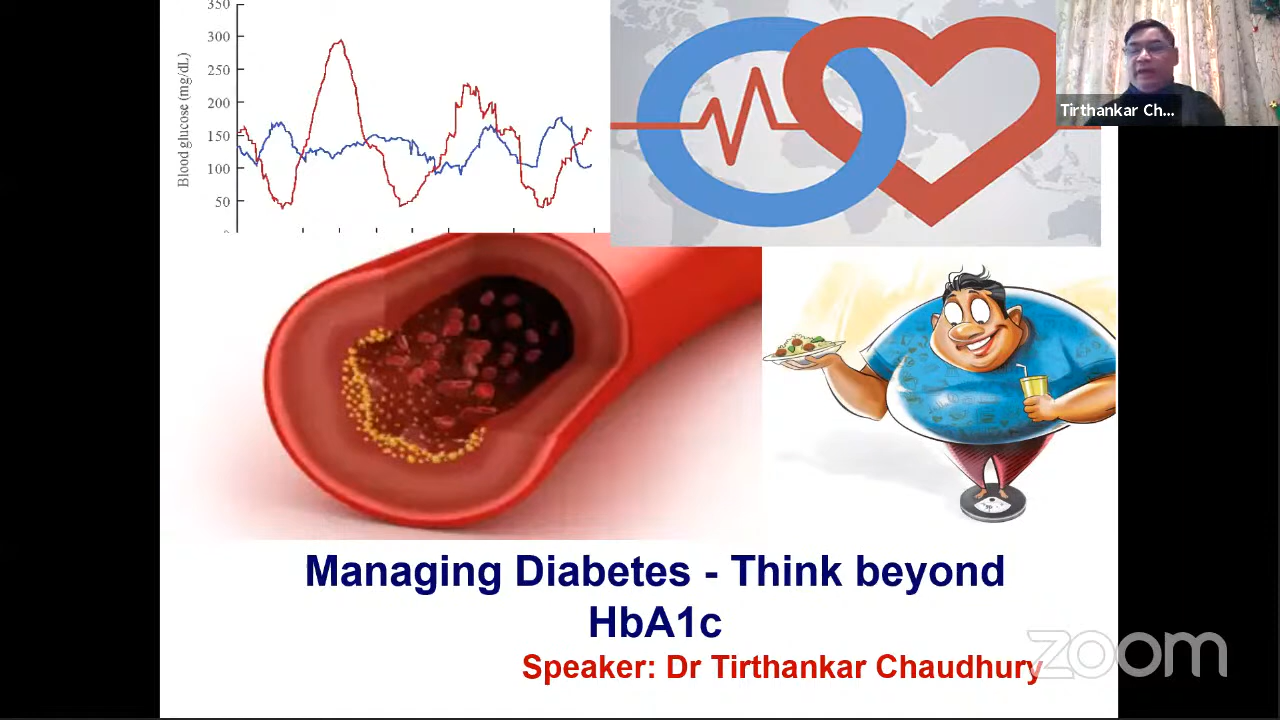 350
300
250
200
150
100
50
Blood glucose (mg/dL)
Tirthankar Ch...
Managing Diabetes - Think beyond
HbA1c
Speaker: Dr Tirthankar Chaudhury
zoom